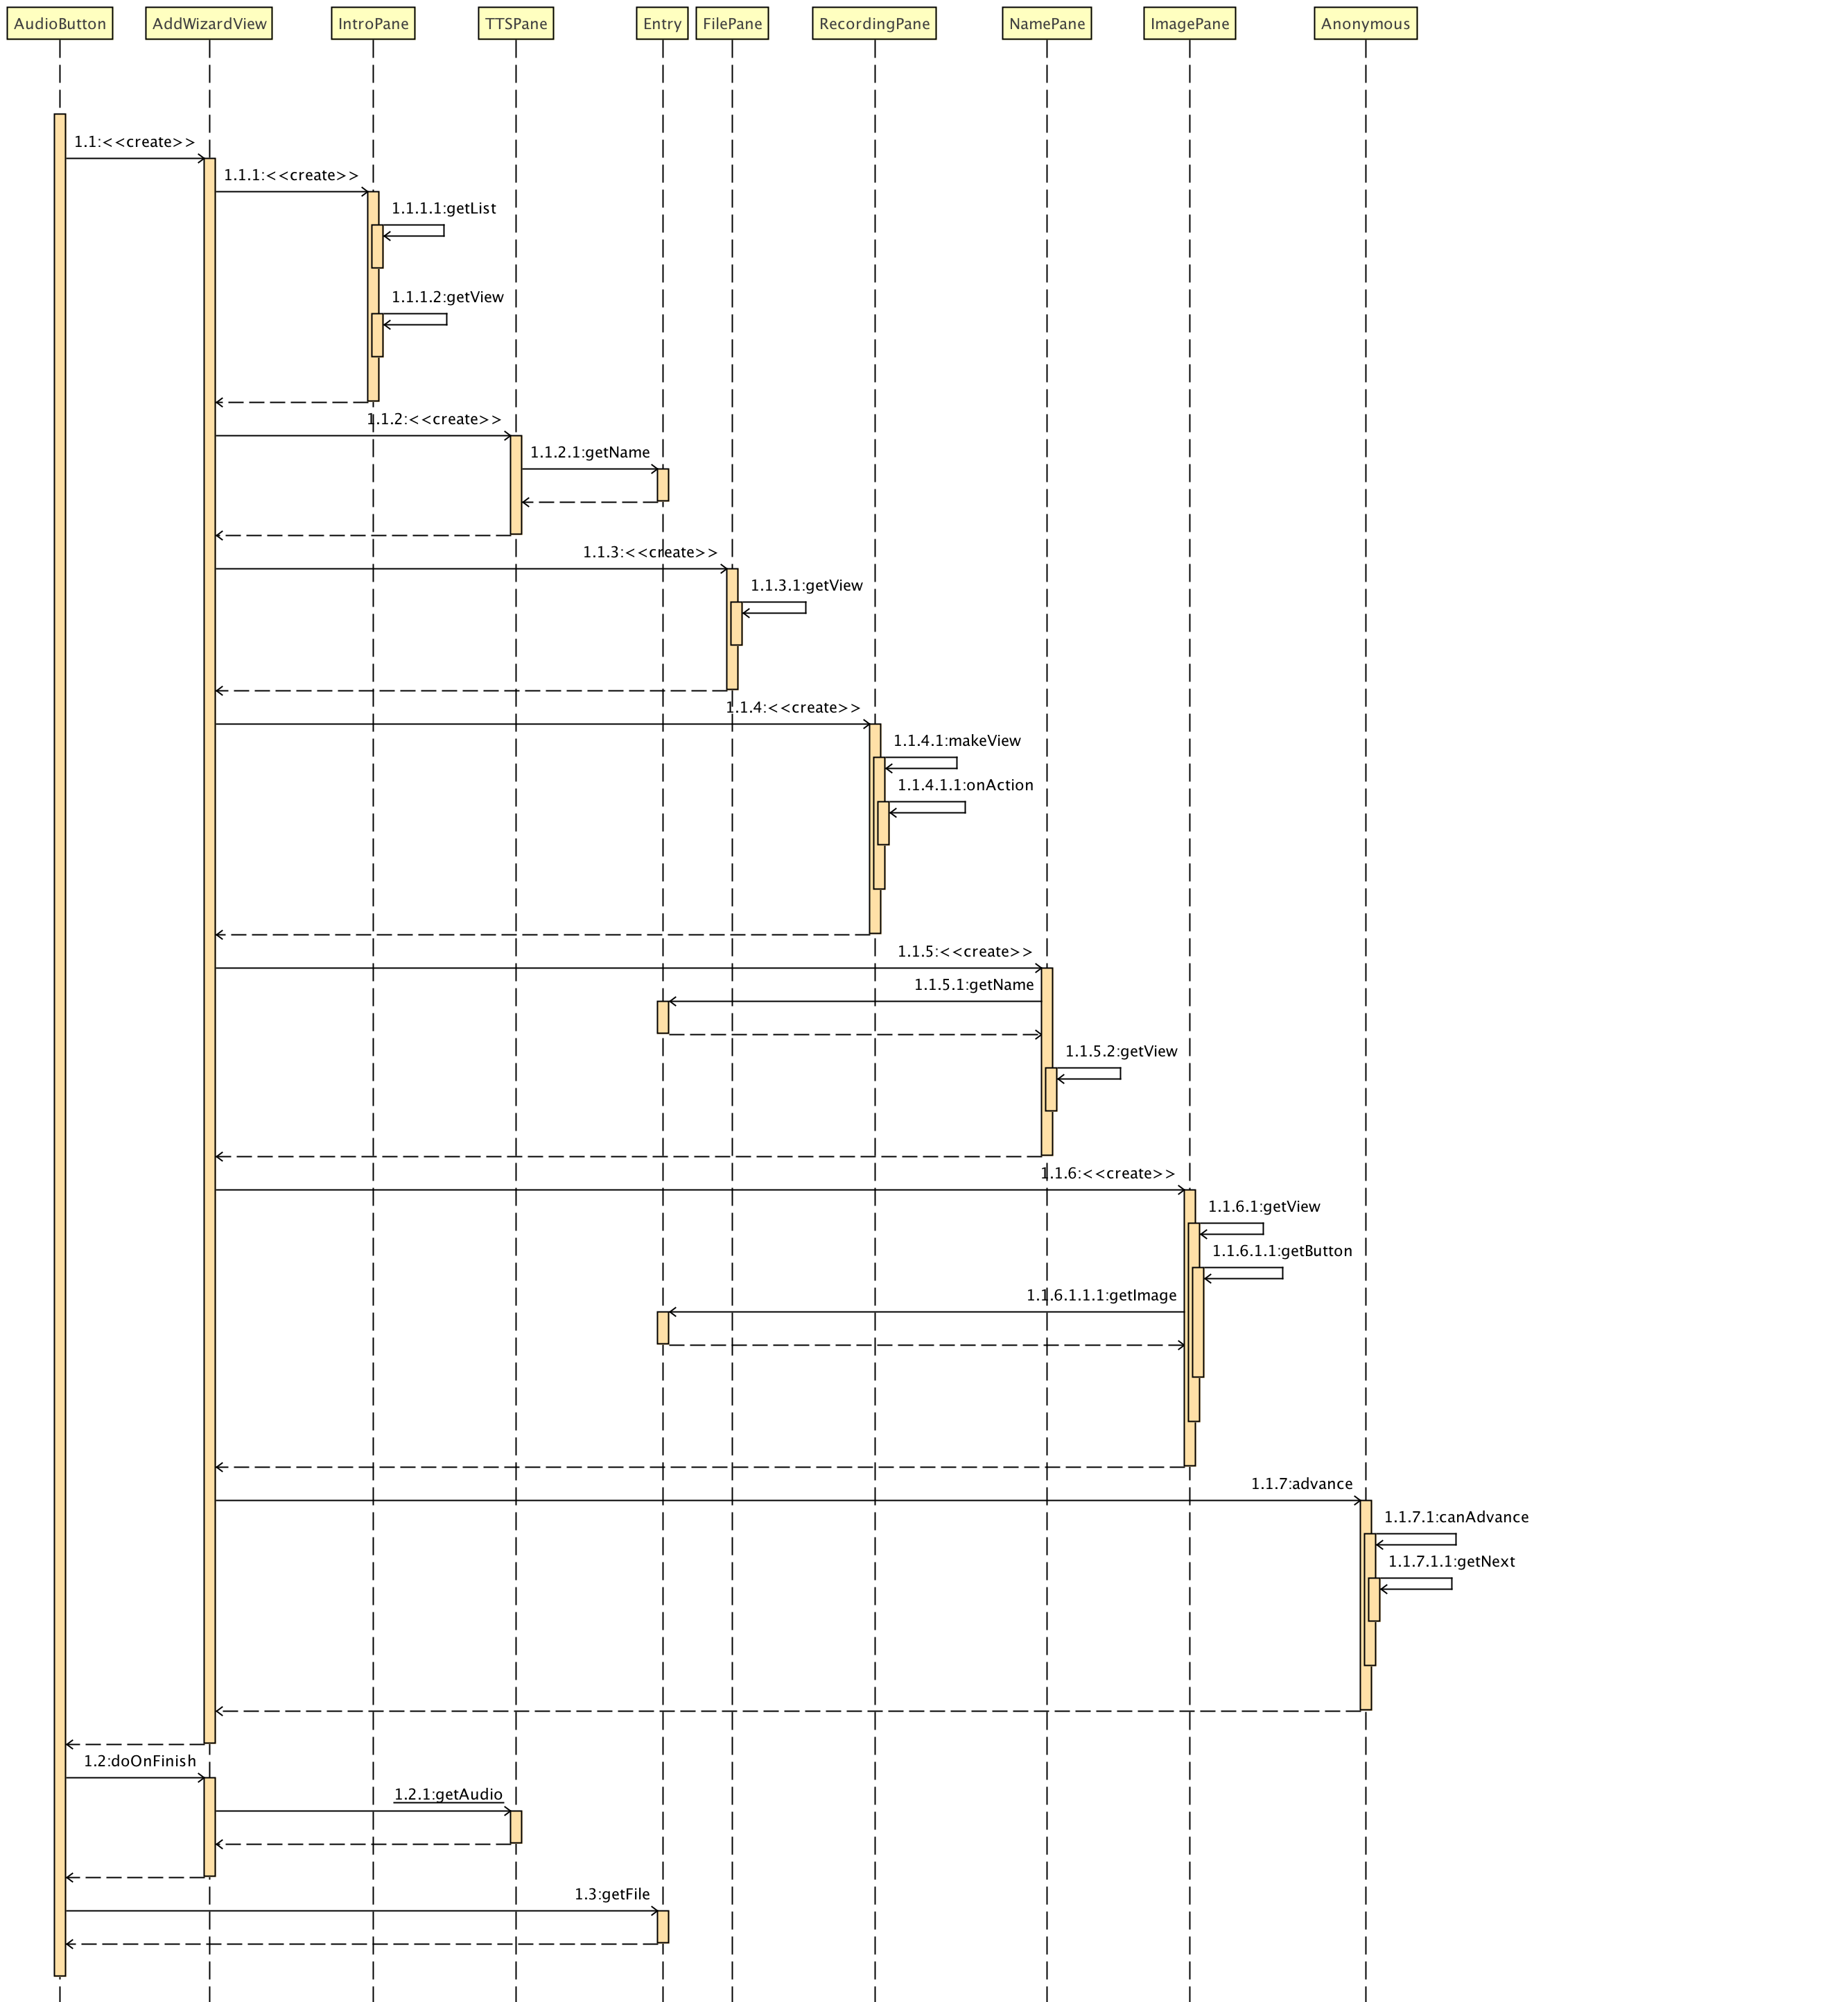 AudioButton AddWizardView IntroPane TTSPane Entry FilePane RecordingPane NamePane ImagePane Anonymous
1.1:<<create>>
1.1.1:<<create>>
1.1.1.1:getList
1.1.1.2:getView
1.1.2:<<create>>
1.1.2.1:getName
1.1.3:<<create>>
1.1.3.1:getView
1.1.4:<<create>>
1.1.4.1:makeView
1.1.4.1.1:onAction
1.1.5:<<create>>
1.1.5.1:getName
1.1.5.2:getView
1.1.6:<<create>>
1.1.6.1:getView
1.1.6.1.1:getButton
1.1.6.1.1.1:getImage
1.1.7:advance
1.1.7.1:canAdvance
1.1.7.1.1:getNext
1.2:doOnFinish
1.2.1:getAudio
1.3:getFile